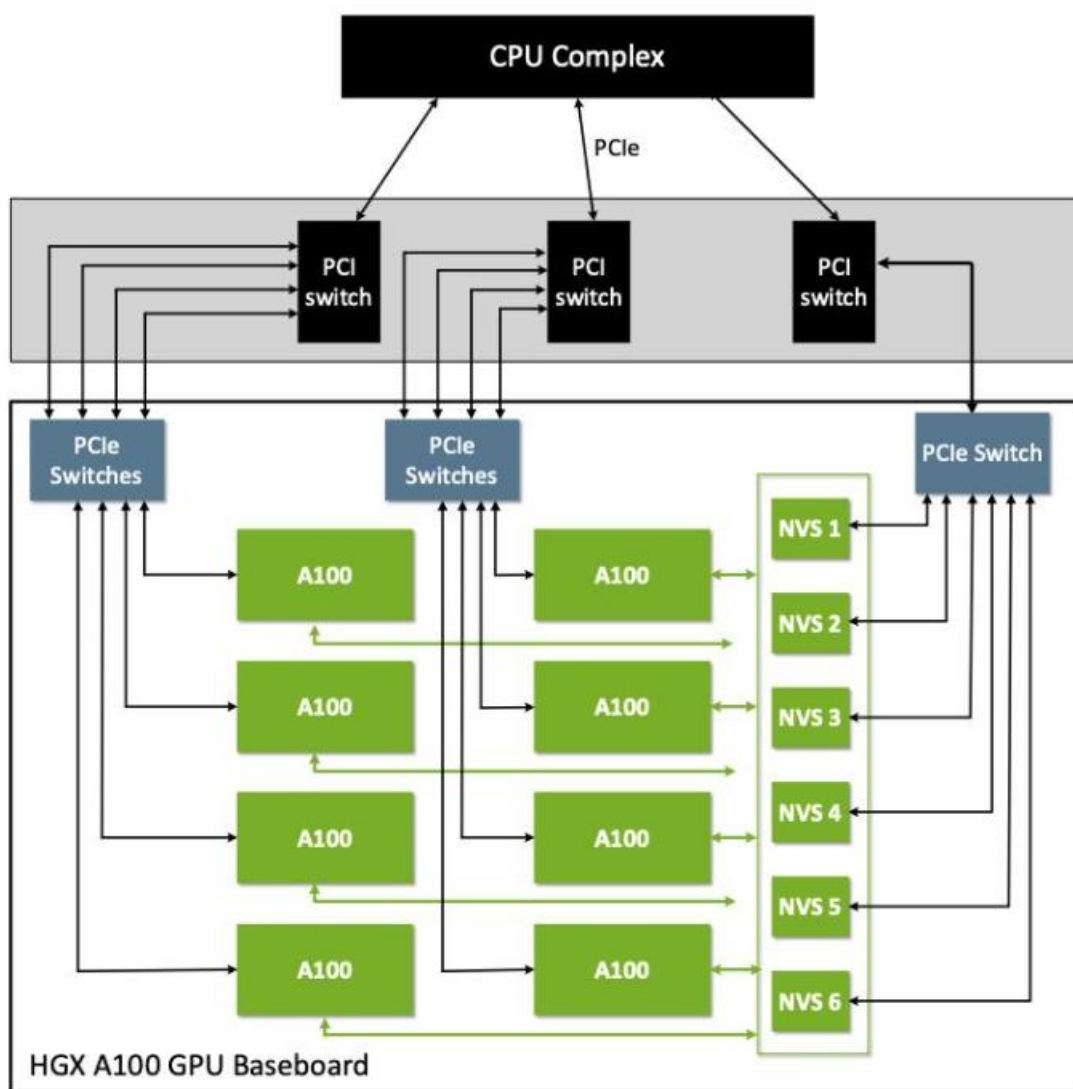 CPU Complex
PCIe
PCI
switch
PCI
switch
PCI
switch
PCIe
Switches
PCIe
Switches
PCIe Switch
NVS 1
A100
A100
NVS 2
A100
A100
NVS 3
NVS 4
A100
A100
NVS 5
A100
A100
NVS 6
HGX A100 GPU Baseboard